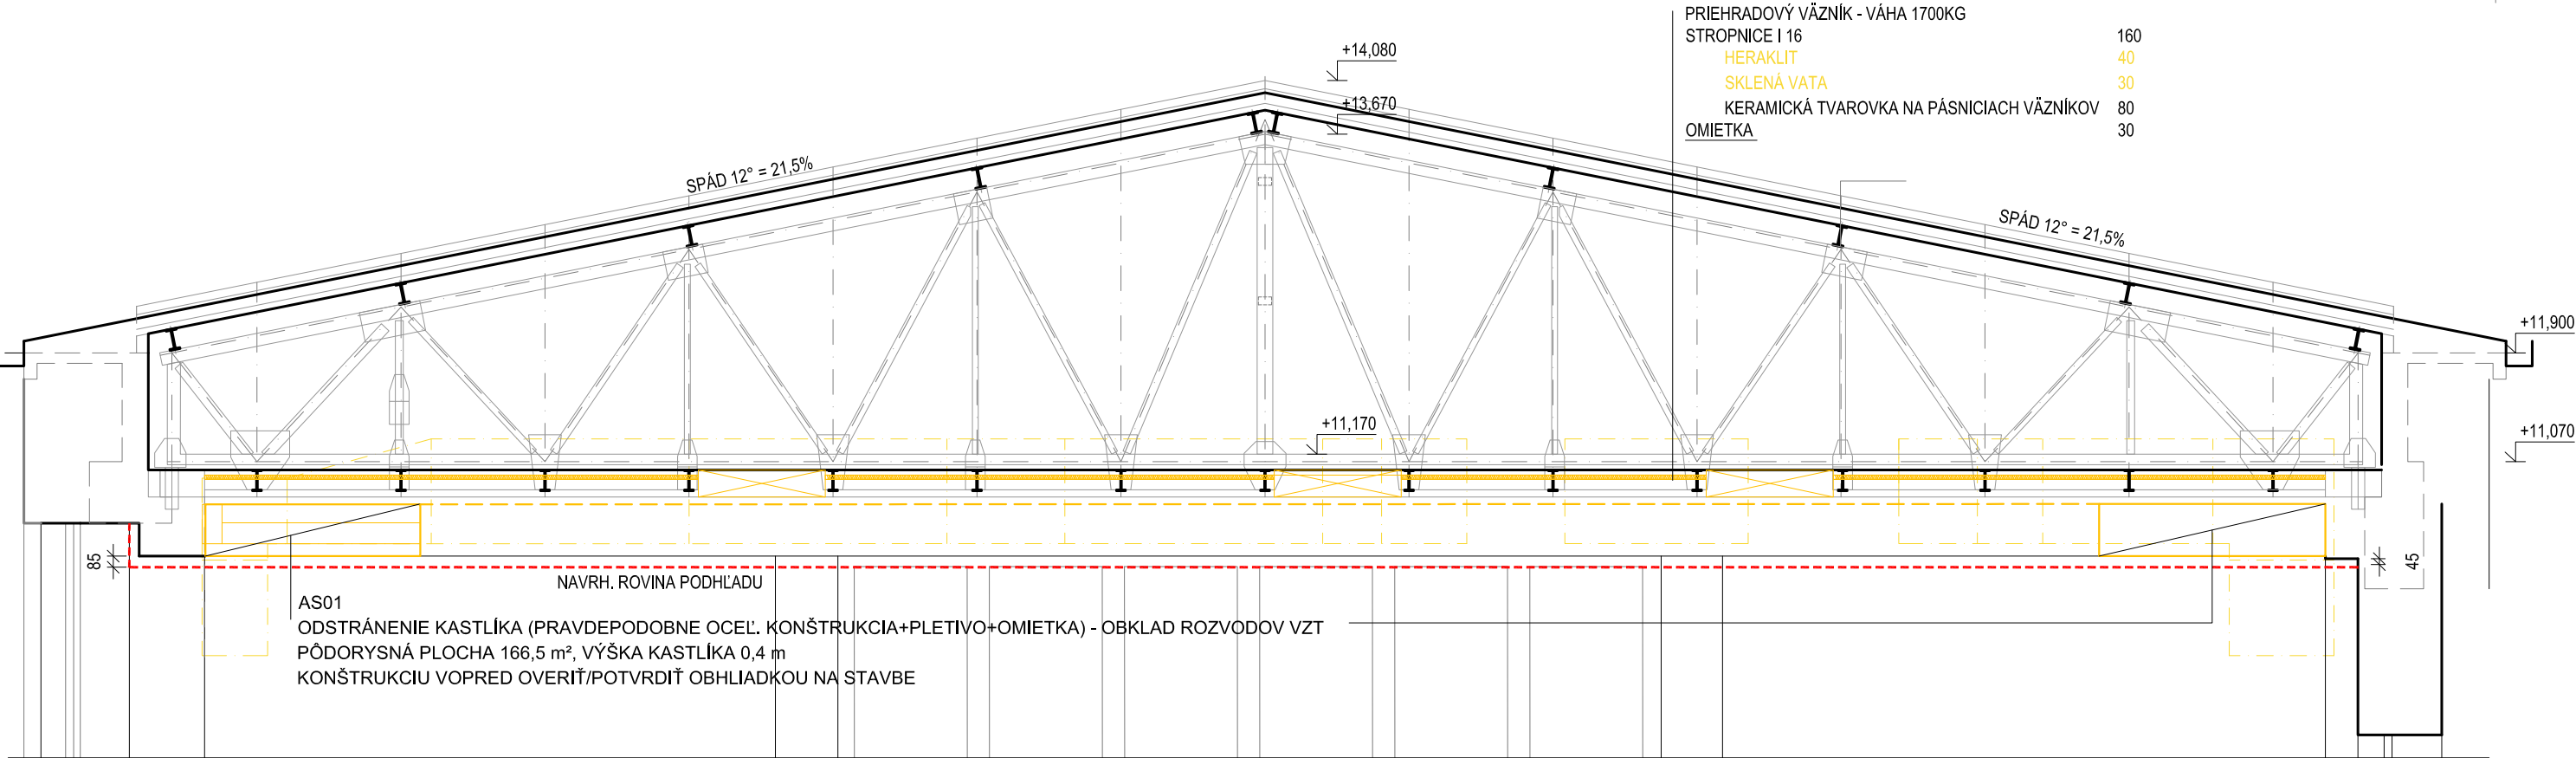 PRIEHRADOVÝ VÄZNÍK - VÁHA 1700KG
STROPNICE I 16 160
HERAKLIT 40
SKLENÁ VATA 30
KERAMICKÁ TVAROVKA NA PÁSNICIACH VÄZNÍKOV 80
OMIETKA 30
+14,080
+13,670
SPÁD 12° = 21,5%
SPÁD 12° = 21,5%
+11,900
+11,170
+11,070
85
45
NAVRH. ROVINA PODHĽADU
AS01
ODSTRÁNENIE KASTLÍKA (PRAVDEPODOBNE OCEĽ. KONŠTRUKCIA+PLETIVO+OMIETKA) - OBKLAD ROZVODOV VZT
PÔDORYSNÁ PLOCHA 166,5 m², VÝŠKA KASTLÍKA 0,4 m
KONŠTRUKCIU VOPRED OVERIŤ/POTVRDIŤ OBHLIADKOU NA STAVBE